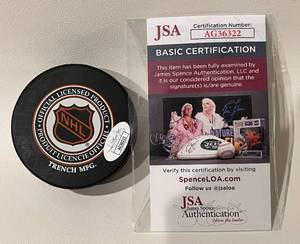 OFFICIAL LICENSED PRODUCT
NHL
PRODUIT LICENCIE OFFICIEL
TRENCH MFG.
JSA
Certification Number:
AG36322
BASIC CERTIFICATION
This item has been fully examined by
James Spence Authentication, LLC and it
is our considered opinion that the
signature(s) is/are genuine.
Verify this certification by visiting
SpenceLOA.com
Follow us @jsaloa
JSA
James Spence
Authentication